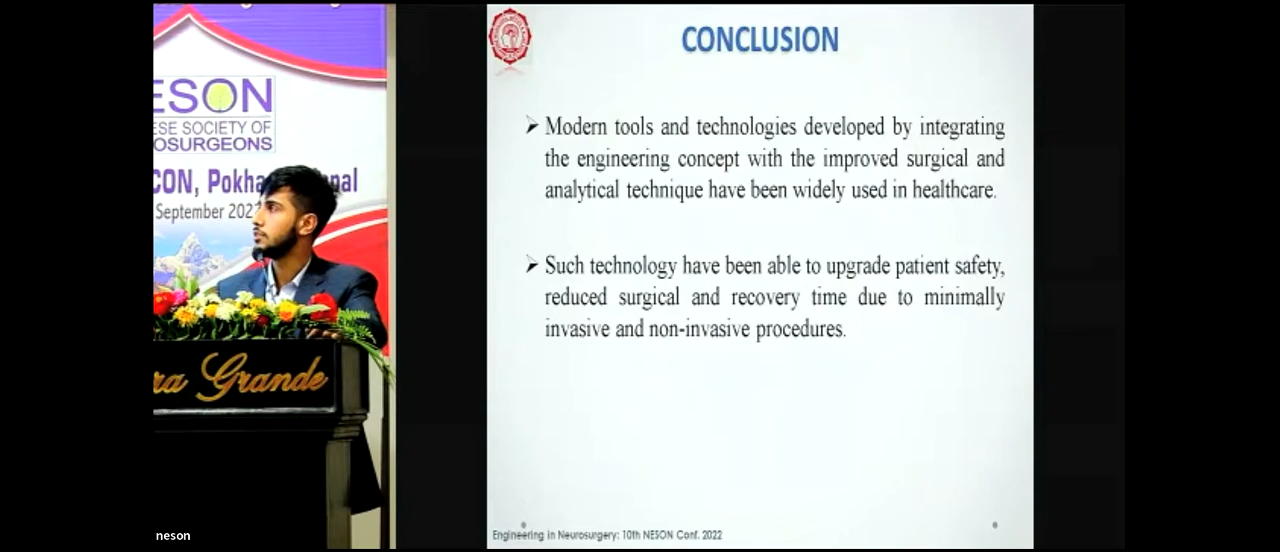 ESON
ESE SOCIETY OF
OSURGEONS
CON, Pokha
September 202
ra Grande
neson
CONCLUSION
➢ Modern tools and technologies developed by integrating
the engineering concept with the improved surgical and
analytical technique have been widely used in healthcare.
➢ Such technology have been able to upgrade patient safety,
reduced surgical and recovery time due to minimally
invasive and non-invasive procedures.
Engineering in Neurosurgery: 10th NESON Conf. 2022